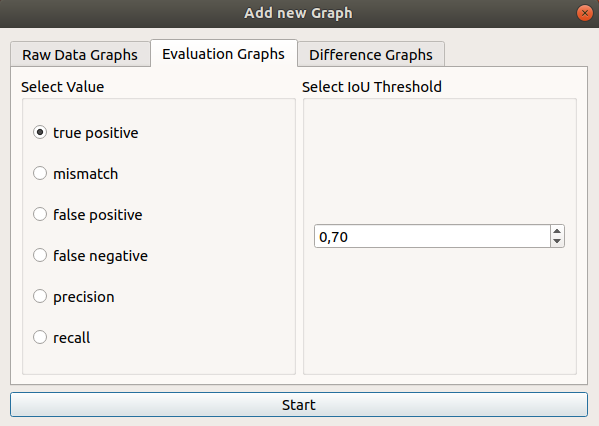 Add new Graph
Raw Data Graphs Evaluation Graphs Difference Graphs
Select Value
true positive
mismatch
false positive
false negative
precision
recall
Select IoU Threshold
0,70
Start